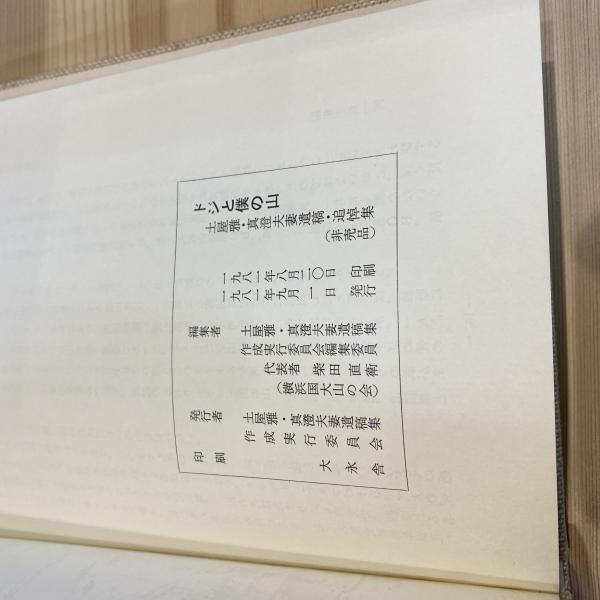 ドジと僕の山
土屋雅・真澄夫妻遺稿・追悼集
(非売品)
一九八一年八月二〇日 印刷
一九八一年九月 一 日 発行
編集者 土屋雅・真澄夫妻遺稿集
作成実行委員会編集委員
代表者 柴田直衛
(横浜国大山の会)
発行者 土屋雅・真澄夫妻遺稿集
作成実行委員会
印刷 大永舎